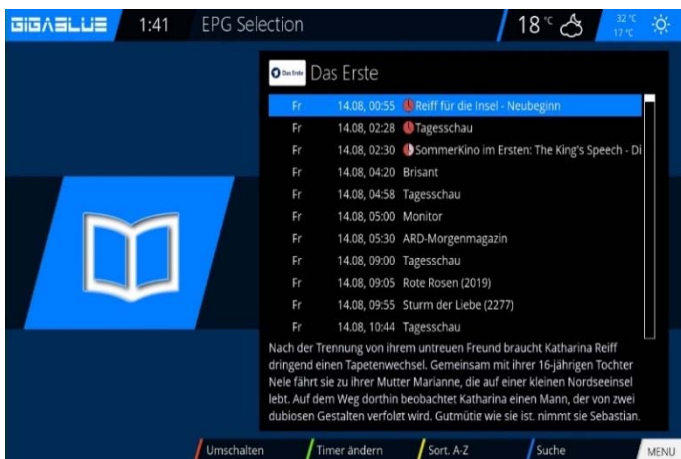 GIGABLUE 1:41 EPG Selection 18 °C 32 °C
17 °C
Das Erste Das Erste
Fr 14.08, 00:55 Reiff für die Insel - Neubeginn
Fr 14.08, 02:28 Tagesschau
Fr 14.08, 02:30 SommerKino im Ersten: The King's Speech - Di
Fr 14.08, 04:20 Brisant
Fr 14.08, 04:58 Tagesschau
Fr 14.08, 05:00 Monitor
Fr 14.08, 05:30 ARD-Morgenmagazin
Fr 14.08, 09:00 Tagesschau
Fr 14.08, 09:05 Rote Rosen (2019)
Fr 14.08, 09:55 Sturm der Liebe (2277)
Fr 14.08, 10:44 Tagesschau
Nach der Trennung von ihrem untreuen Freund braucht Katharina Reiff
dringend einen Tapetenwechsel. Gemeinsam mit ihrer 16-jährigen Tochter
Nele fährt sie zu ihrer Mutter Marianne, die auf einer kleinen Nordseeinsel
lebt. Auf dem Weg dorthin beobachtet Katharina einen Mann, der von zwei
dubiosen Gestalten verfolgt wird. Gutmütig wie sie ist, nimmt sie Sebastian,
Umschalten Timer ändern Sort. A-Z Suche MENU